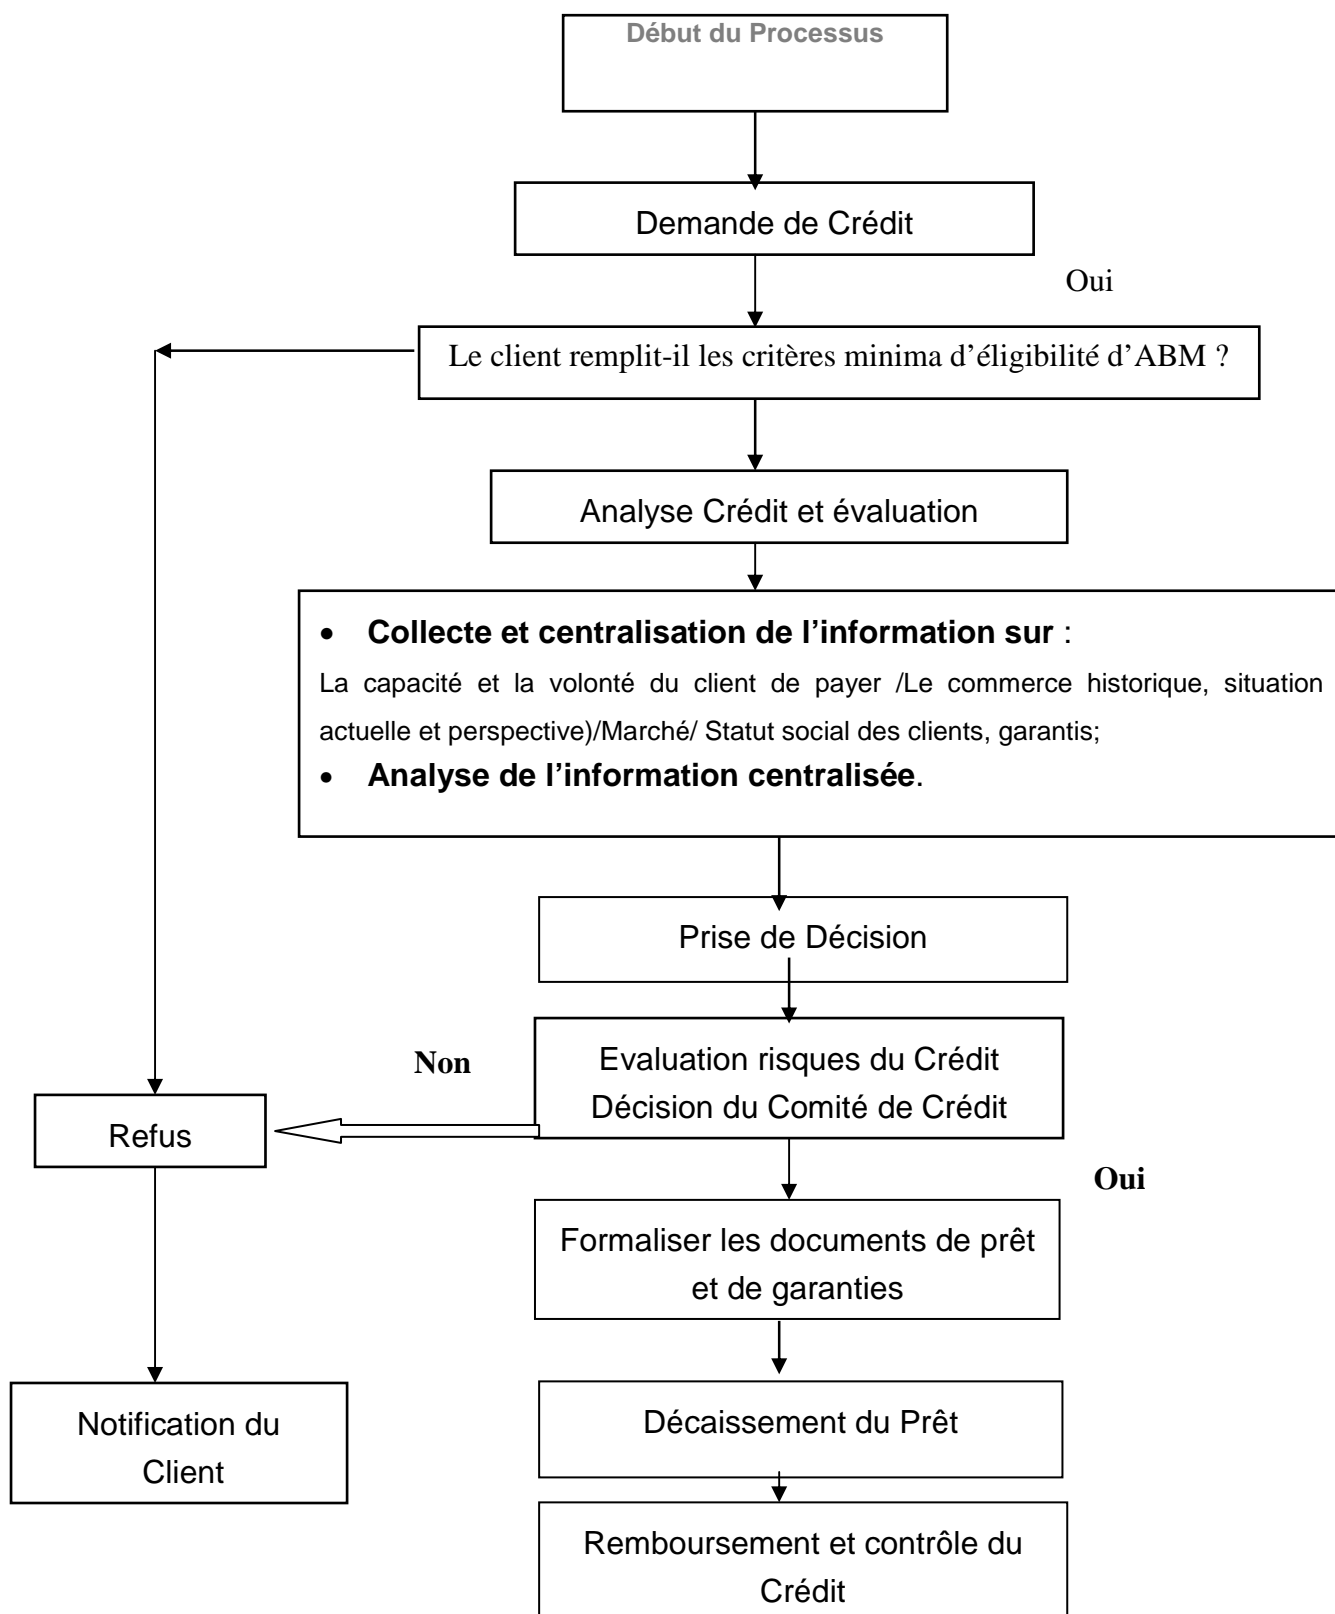 Début du Processus
Demande de Crédit
Oui
Le client remplit-il les critères minima d’éligibilité d’ABM ?
Analyse Crédit et évaluation
• Collecte et centralisation de l’information sur :
La capacité et la volonté du client de payer /Le commerce historique, situation
actuelle et perspective)/Marché/ Statut social des clients, garantis;
• Analyse de l’information centralisée.
Prise de Décision
Non
Evaluation risques du Crédit
Décision du Comité de Crédit
Refus
Oui
Formaliser les documents de prêt
et de garanties
Notification du
Client
Décaissement du Prêt
Remboursement et contrôle du
Crédit